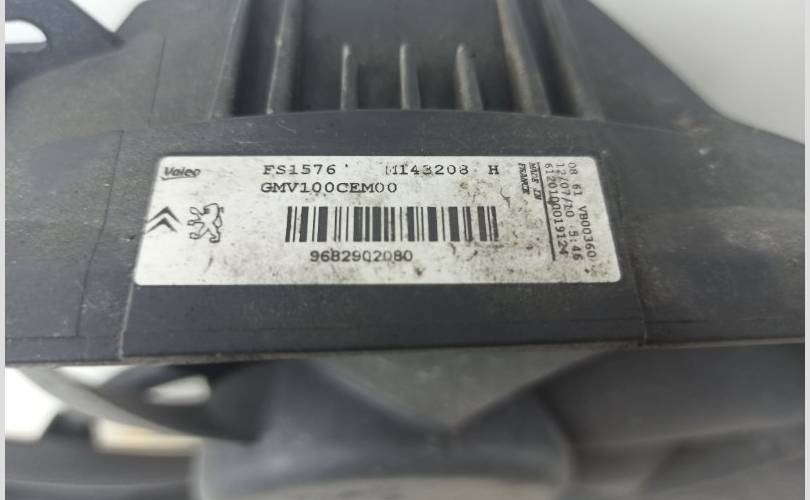 Valeo
FS1576 M143208 H
GMV100CEM00
9682902080
MADE IN
FRANCE
08 61 VB00360
12/07/10 5:46
6120100019124